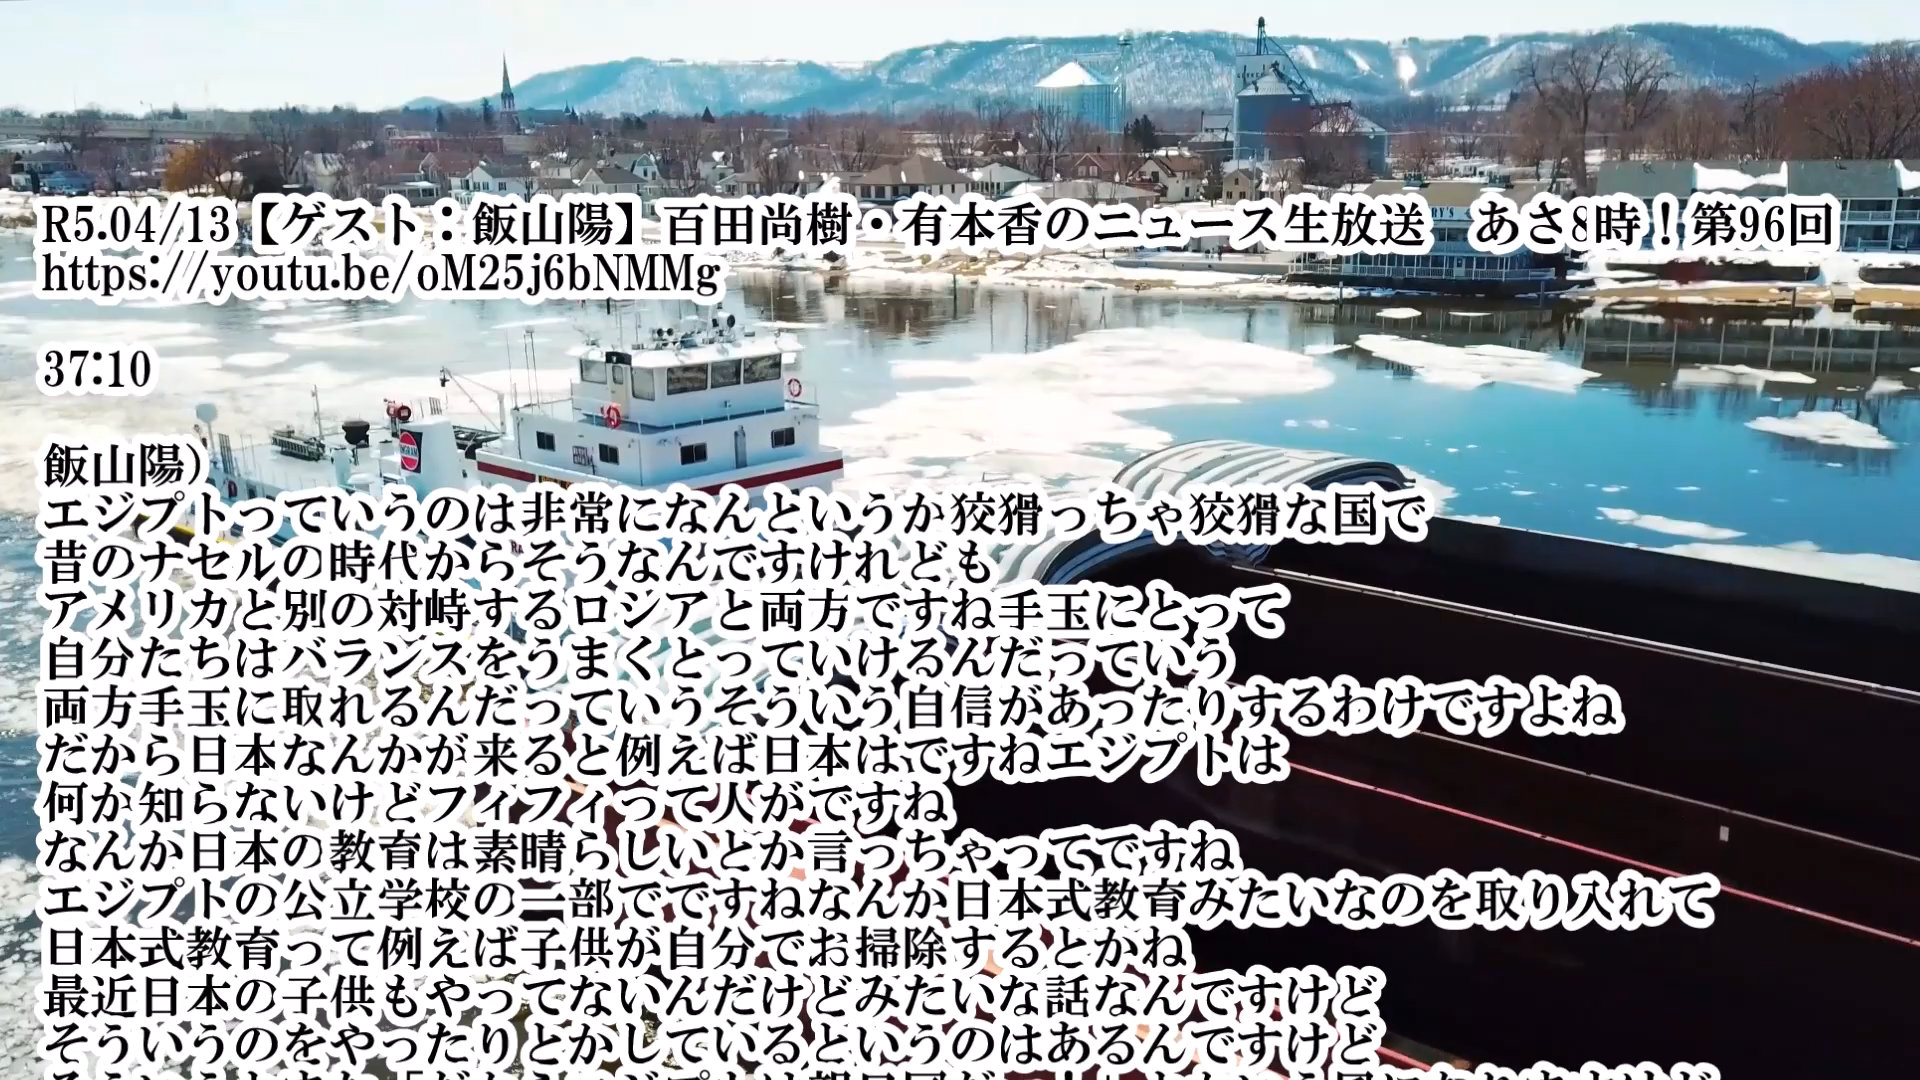 R5.04/13【ゲスト：飯山陽】百田尚樹・有本香のニュース生放送　あさ8時！第96回
https://youtu.be/oM25j6bNMMg
37:10
飯山陽）
エジプトっていうのは非常になんというか狡猾っちゃ狡猾な国で
昔のナセルの時代からそうなんですけれども
アメリカと別の対峙するロシアと両方ですね手玉にとって
自分たちはバランスをうまくとっていけるんだっていう
両方手玉に取れるんだっていうそういう自信があったりするわけですよね
だから日本なんかが来ると例えば日本はですねエジプトは
何か知らないけどフィフィって人がですね
なんか日本の教育は素晴らしいとか言っちゃってですね
エジプトの公立学校の一部でですねなんか日本式教育みたいなのを取り入れて
日本式教育って例えば子供が自分でお掃除するとかね
最近日本の子供もやってないんだけどみたいな話なんですけど
そういうのをやったりとかしているというのはあるんですけど